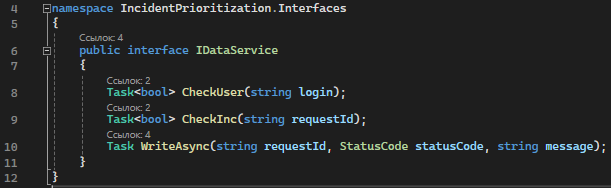 4 namespace IncidentPrioritization.Interfaces
5 {
Ссылок: 4
6 public interface IDataService
7 {
Ссылок: 2
8 Task<bool> CheckUser(string login);
Ссылок: 2
9 Task<bool> CheckInc(string requestId);
Ссылок: 4
10 Task WriteAsync(string requestId, StatusCode statusCode, string message);
11 }
12 }